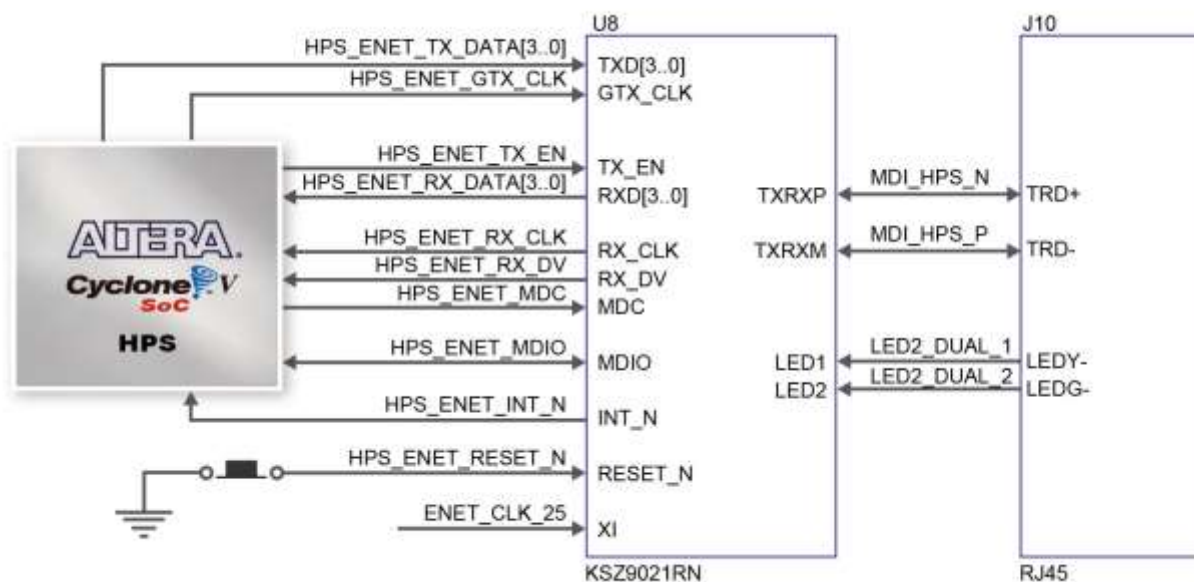 U8
J10
HPS_ENET_TX_DATA[3..0]
TXD[3..0]
HPS_ENET_GTX_CLK
GTX_CLK
HPS_ENET_TX_EN
TX_EN
HPS_ENET_RX_DATA[3..0]
RXD[3..0]
TXRXP
MDI_HPS_N
TRD+
ALTERA.
Cyclone V
SoC
HPS
HPS_ENET_RX_CLK
RX_CLK
TXRXM
MDI_HPS_P
TRD-
HPS_ENET_RX_DV
RX_DV
HPS_ENET_MDC
MDC
HPS_ENET_MDIO
MDIO
LED1
LED2_DUAL_1
LEDY-
LED2
LED2_DUAL_2
LEDG-
HPS_ENET_INT_N
INT_N
HPS_ENET_RESET_N
RESET_N
ENET_CLK_25
XI
KSZ9021RN
RJ45